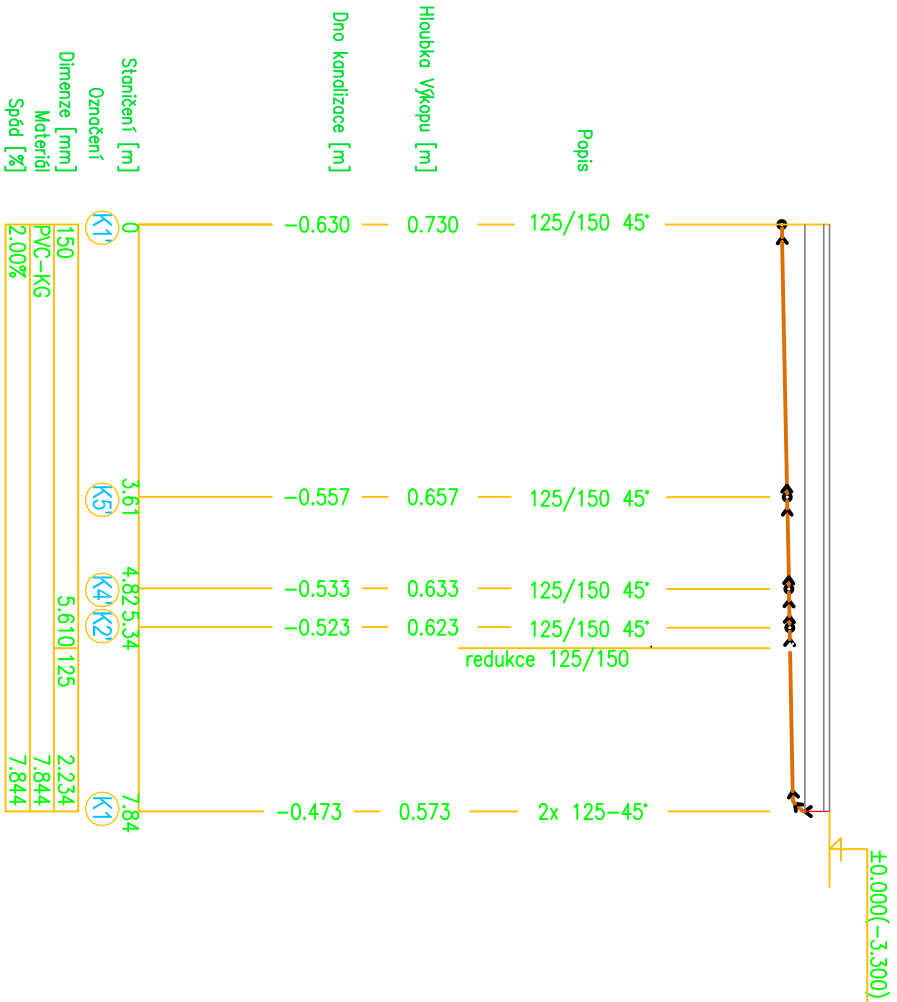 ±0.000(-3.300)
Popis
125/150 45°
125/150 45°
125/150 45°
125/150 45°
redukce 125/150
2x 125-45°
Hloubka Výkopu [m]
0.730
0.657
0.633
0.623
0.573
Dno kanalizace [m]
-0.630
-0.557
-0.533
-0.523
-0.473
Staničení [m]
0
3.61
4.82
5.34
7.84
Označení
K1'
K5'
K4'
K2'
K1
Dimenze [mm]
150
5.610
125
2.234
Materiál
PVC-KG
7.844
Spád [%]
2.00%
7.844